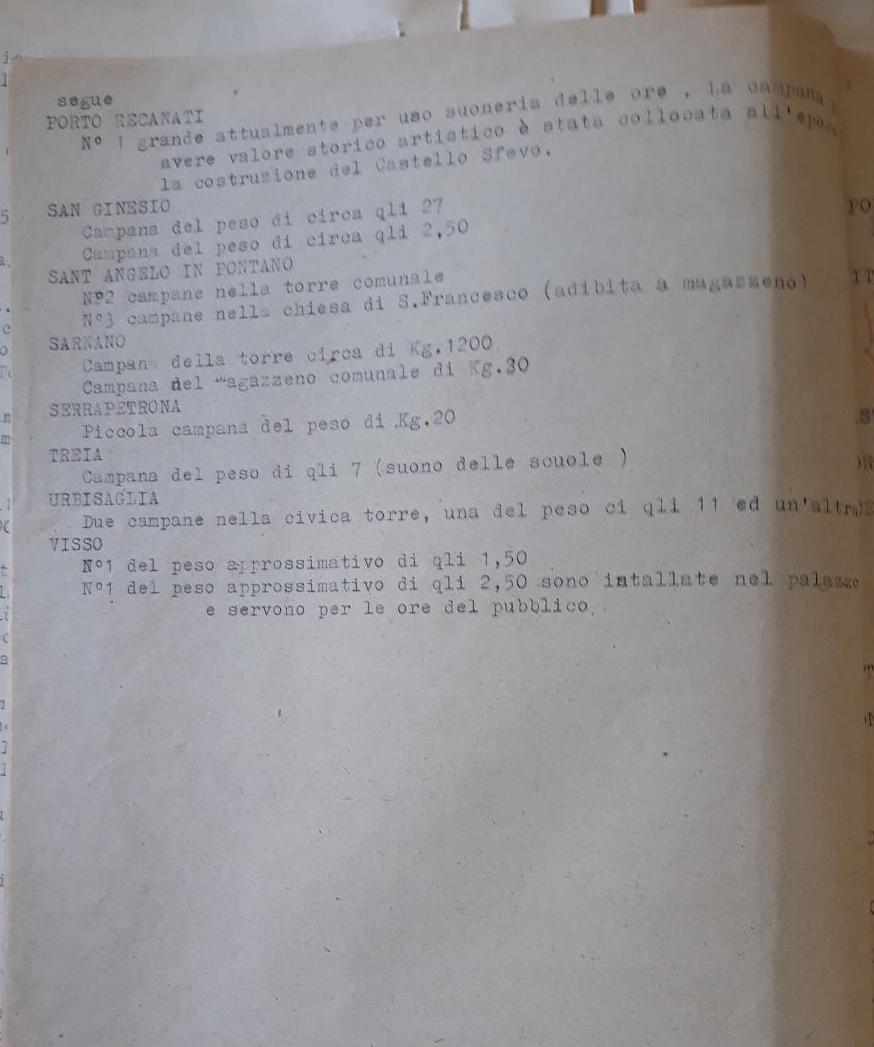 segue
PORTO RECANATI
N° 1 grande attualmente per uso suoneria delle ore . La campana
avere valore storico artistico è stata collocata all'epoca
la costruzione del Castello Sfevo.
SAN GINESIO
Campana del peso di circa qli 27
Campana del peso di circa qli 2,50
SANT ANGELO IN PONTANO
N°2 campane nella torre comunale
N°3 campane nella chiesa di S.Francesco (adibita a magazzeno)
SARNANO
Campana della torre circa di Kg.1200
Campana del magazzeno comunale di Kg.30
SERRAPETRONA
Piccola campana del peso di Kg.20
TREIA
Campana del peso di qli 7 (suono delle scuole )
URBISAGLIA
Due campane nella civica torre, una del peso ci qli 11 ed un'altra
VISSO
N°1 del peso approssimativo di qli 1,50
N°1 del peso approssimativo di qli 2,50 sono intallate nel palazzo
e servono per le ore del pubblico.